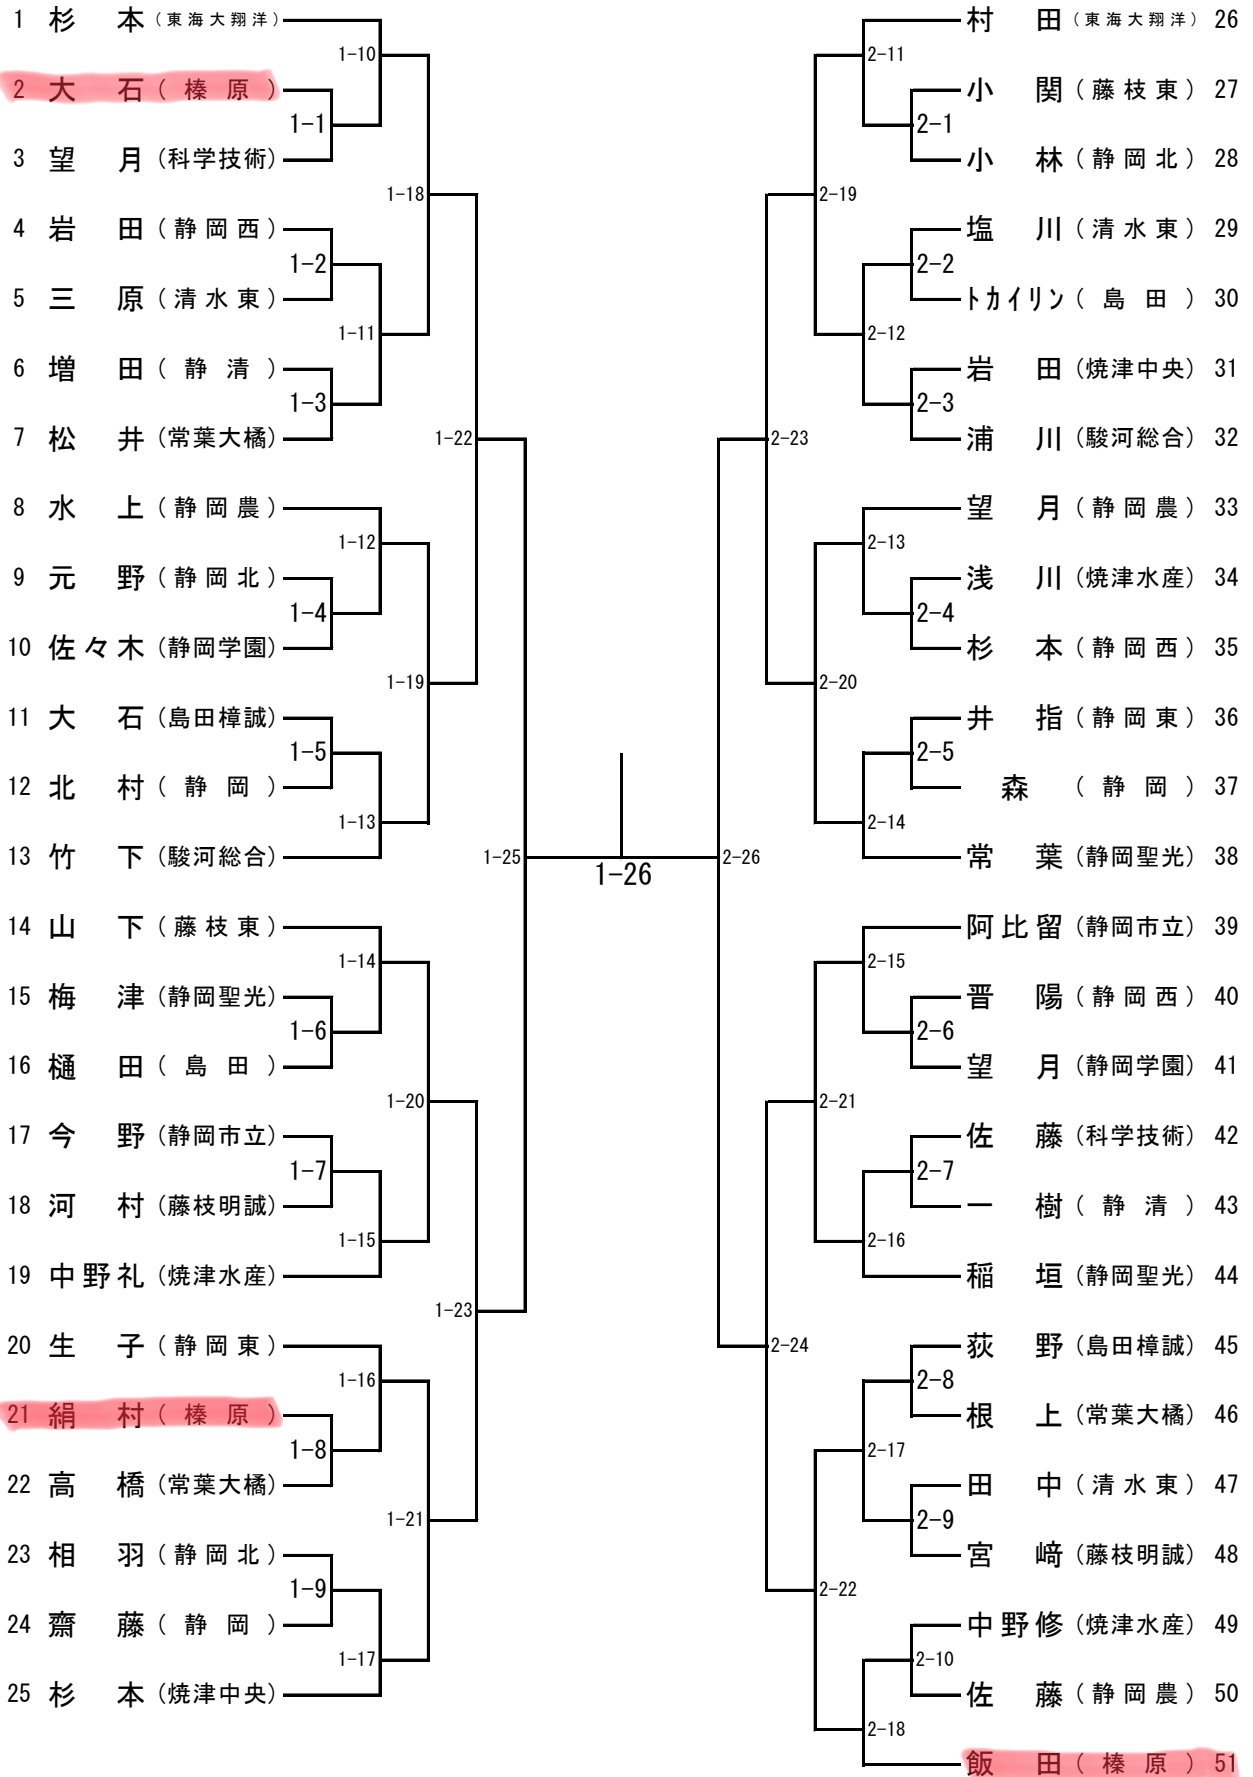 1 杉本（東海大翔洋）
2 大石（榛原）
3 望月（科学技術）
4 岩田（静岡西）
5 三原（清水東）
6 増田（静清）
7 松井（常葉大橘）
8 水上（静岡農）
9 元野（静岡北）
10 佐々木（静岡学園）
11 大石（島田樟誠）
12 北村（静岡）
13 竹下（駿河総合）
14 山下（藤枝東）
15 梅津（静岡聖光）
16 樋田（島田）
17 今野（静岡市立）
18 河村（藤枝明誠）
19 中野礼（焼津水産）
20 生子（静岡東）
21 絹村（榛原）
22 高橋（常葉大橘）
23 相羽（静岡北）
24 齋藤（静岡）
25 杉本（焼津中央）
1-1
1-2
1-3
1-4
1-5
1-6
1-7
1-8
1-9
1-10
1-11
1-12
1-13
1-14
1-15
1-16
1-17
1-18
1-19
1-20
1-21
1-22
1-23
1-25
1-26
2-26
2-23
2-24
2-19
2-20
2-21
2-22
2-11
2-12
2-13
2-14
2-15
2-16
2-17
2-18
2-1
2-2
2-3
2-4
2-5
2-6
2-7
2-8
2-9
2-10
村田（東海大翔洋） 26
小関（藤枝東） 27
小林（静岡北） 28
塩川（清水東） 29
ﾄｶｲﾘﾝ（島田） 30
岩田（焼津中央） 31
浦川（駿河総合） 32
望月（静岡農） 33
浅川（焼津水産） 34
杉本（静岡西） 35
井指（静岡東） 36
森（静岡） 37
常葉（静岡聖光） 38
阿比留（静岡市立） 39
晋陽（静岡西） 40
望月（静岡学園） 41
佐藤（科学技術） 42
一樹（静清） 43
稲垣（静岡聖光） 44
荻野（島田樟誠） 45
根上（常葉大橘） 46
田中（清水東） 47
宮﨑（藤枝明誠） 48
中野修（焼津水産） 49
佐藤（静岡農） 50
飯田（榛原） 51